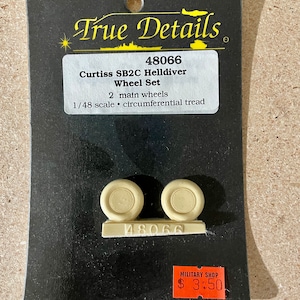 True Details
48066
Curtiss SB2C Helldiver
Wheel Set
2 main wheels
1/48 scale • circumferential tread
48066
MILITARY SHOP
$ 3.50